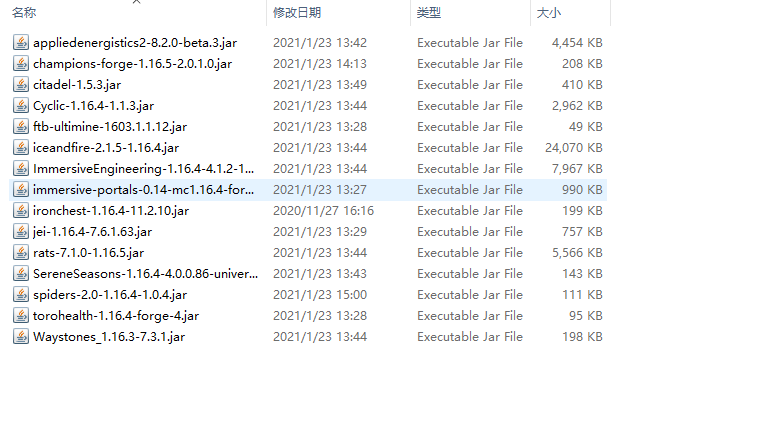 名称 修改日期 类型 大小
appliedenergistics2-8.2.0-beta.3.jar 2021/1/23 13:42 Executable Jar File 4,454 KB
champions-forge-1.16.5-2.0.1.0.jar 2021/1/23 14:13 Executable Jar File 208 KB
citadel-1.5.3.jar 2021/1/23 13:49 Executable Jar File 410 KB
Cyclic-1.16.4-1.1.3.jar 2021/1/23 13:44 Executable Jar File 2,962 KB
ftb-ultimine-1603.1.1.12.jar 2021/1/23 13:28 Executable Jar File 49 KB
iceandfire-2.1.5-1.16.4.jar 2021/1/23 13:44 Executable Jar File 24,070 KB
ImmersiveEngineering-1.16.4-4.1.2-1... 2021/1/23 13:44 Executable Jar File 7,967 KB
immersive-portals-0.14-mc1.16.4-for... 2021/1/23 13:27 Executable Jar File 990 KB
ironchest-1.16.4-11.2.10.jar 2020/11/27 16:16 Executable Jar File 199 KB
jei-1.16.4-7.6.1.63.jar 2021/1/23 13:29 Executable Jar File 757 KB
rats-7.1.0-1.16.5.jar 2021/1/23 13:44 Executable Jar File 5,566 KB
SereneSeasons-1.16.4-4.0.0.86-univer... 2021/1/23 13:43 Executable Jar File 143 KB
spiders-2.0-1.16.4-1.0.4.jar 2021/1/23 15:00 Executable Jar File 111 KB
torohealth-1.16.4-forge-4.jar 2021/1/23 13:28 Executable Jar File 95 KB
Waystones_1.16.3-7.3.1.jar 2021/1/23 13:44 Executable Jar File 198 KB